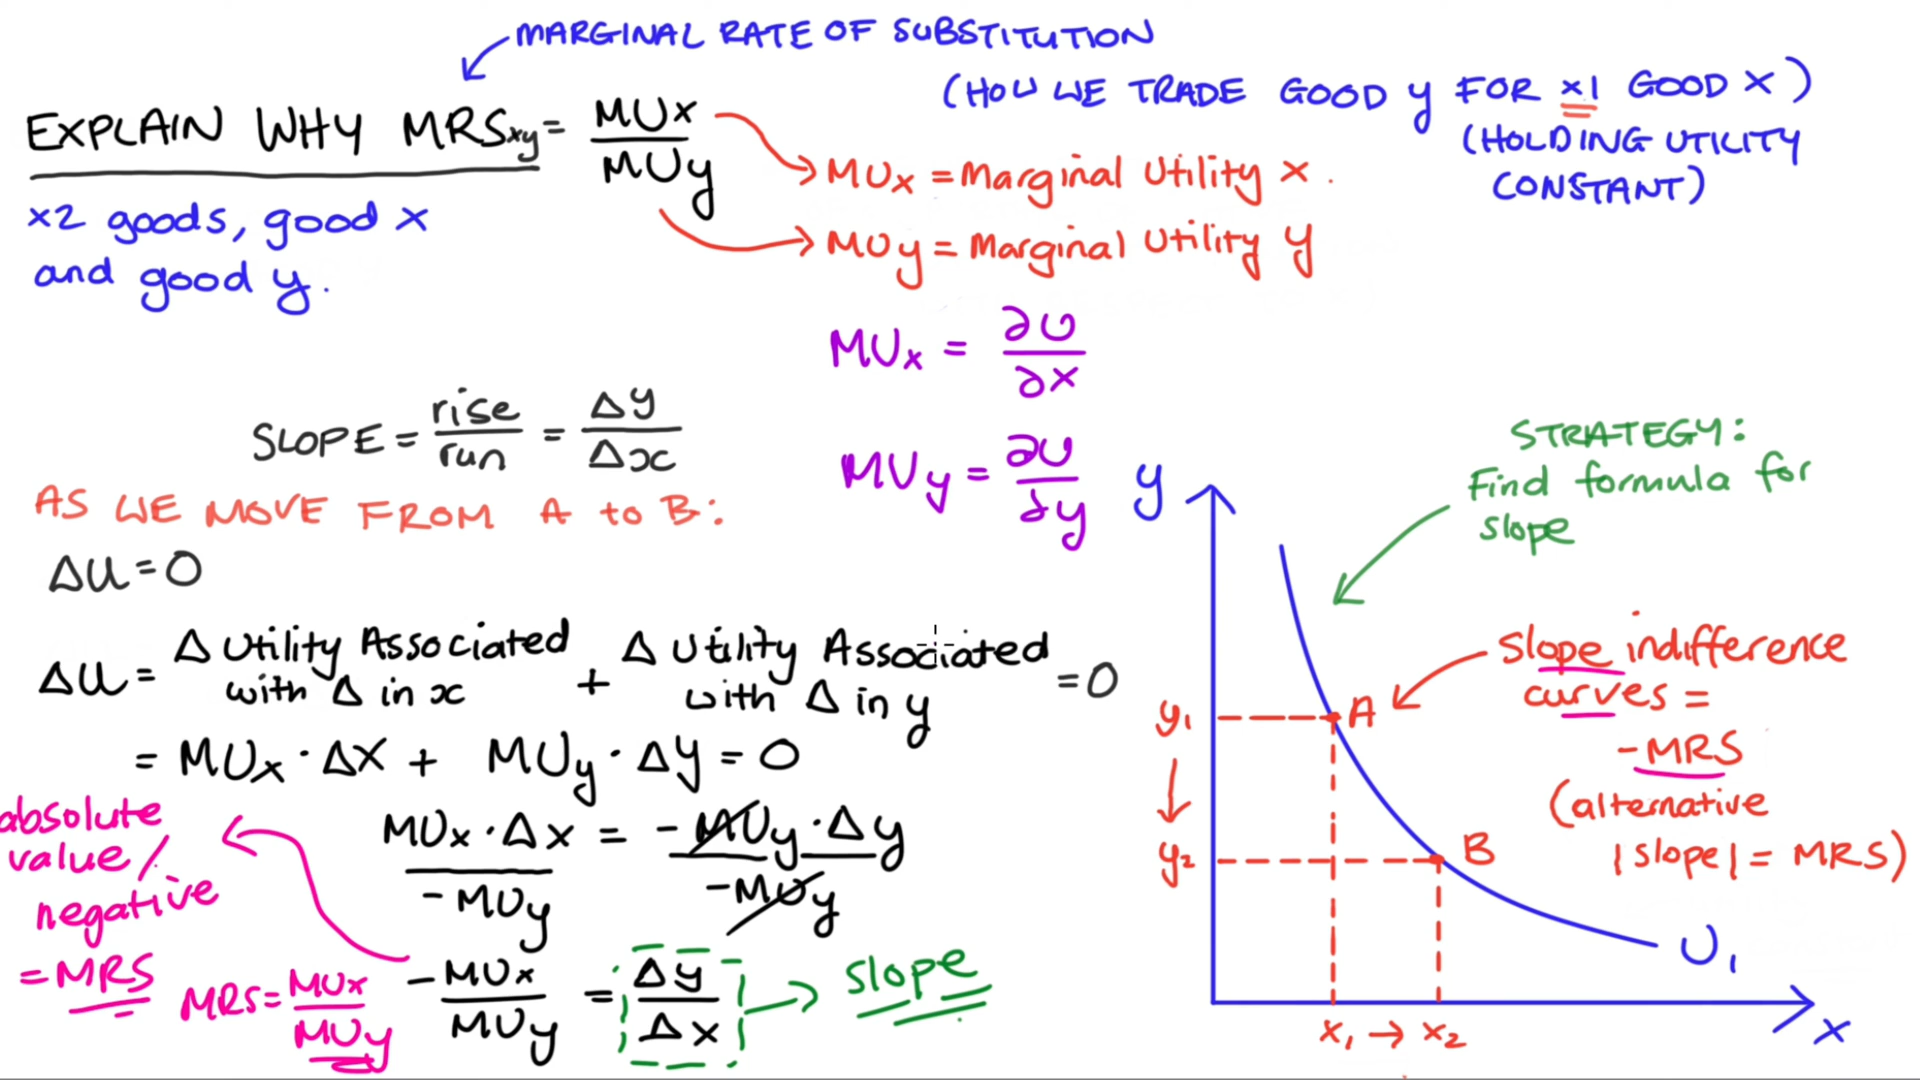 MARGINAL RATE OF SUBSTITUTION
(HOW WE TRADE GOOD y FOR x1 GOOD X)
(HOLDING UTILITY
CONSTANT)
EXPLAIN WHY MRSxy = MUx / MUy
MUx = Marginal Utility x.
MUy = Marginal Utility y
x2 goods, good x
and good y.
MUx = ∂U / ∂x
MUy = ∂U / ∂y
SLOPE = rise / run = Δy / Δx
AS WE MOVE FROM A to B:
ΔU = 0
ΔU = Δ Utility Associated with Δ in x + Δ Utility Associated with Δ in y = 0
= MUx · ΔX + MUy · ΔY = 0
MUx · Δx / -MUy = -MUy · Δy / -MUy
-MUx / MUy = Δy / Δx → slope
absolute
value/
negative
= MRS
MRS = MUx / MUy
STRATEGY:
Find formula for
slope
Slope indifference
curves =
-MRS
(alternative
|slope| = MRS)
y
y1
y2
A
B
U1
x1 → x2
x